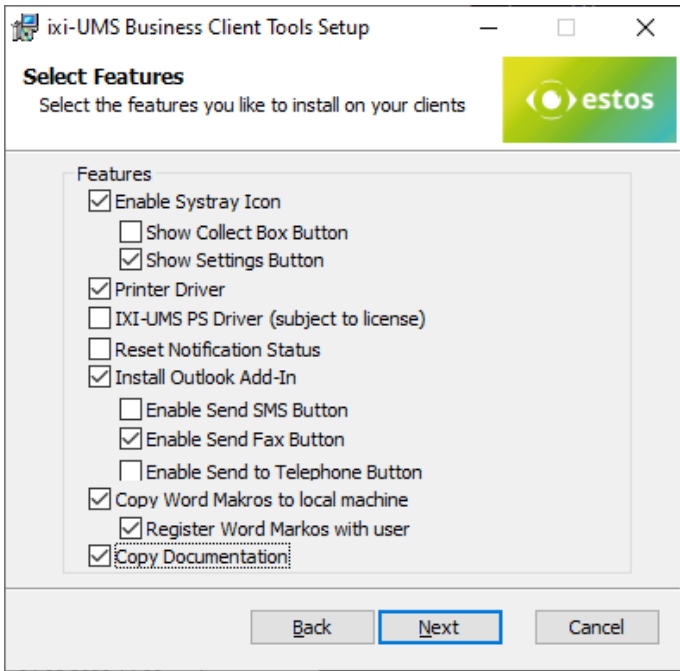 ixi-UMS Business Client Tools Setup
Select Features
Select the features you like to install on your clients
estos
Features
Enable Systray Icon
Show Collect Box Button
Show Settings Button
Printer Driver
IXI-UMS PS Driver (subject to license)
Reset Notification Status
Install Outlook Add-In
Enable Send SMS Button
Enable Send Fax Button
Enable Send to Telephone Button
Copy Word Makros to local machine
Register Word Markos with user
Copy Documentation
Back Next Cancel